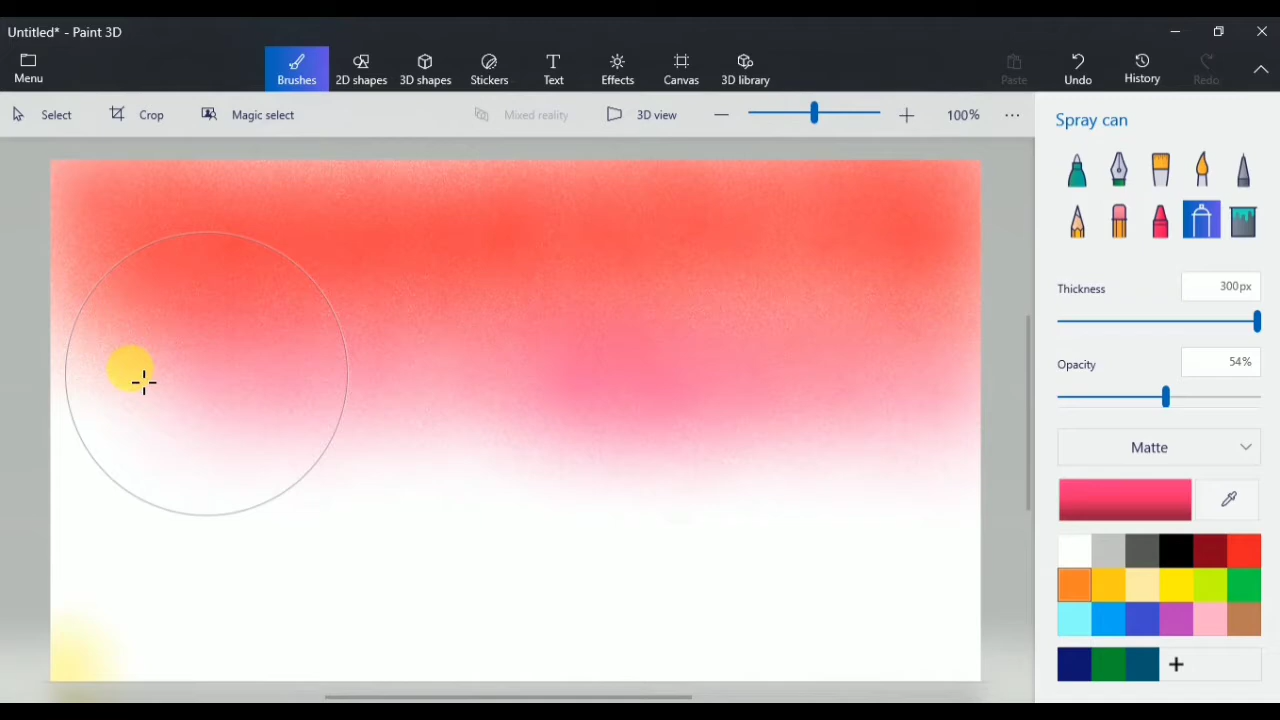 Untitled* - Paint 3D
Menu
Brushes
2D shapes
3D shapes
Stickers
Text
Effects
Canvas
3D library
Paste
Undo
History
Redo
Select
Crop
Magic select
Mixed reality
3D view
100%
Spray can
Thickness
300px
Opacity
54%
Matte